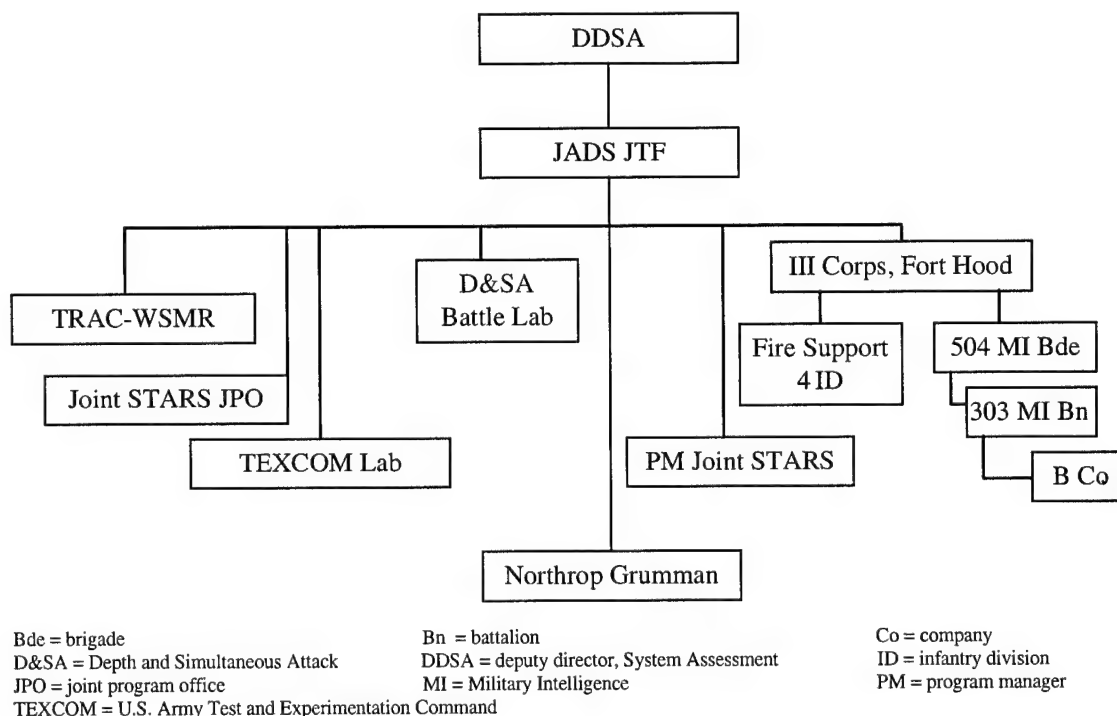 DDSA
JADS JTF
III Corps, Fort Hood
D&SA
Battle Lab
TRAC-WSMR
Fire Support
4 ID
504 MI Bde
Joint STARS JPO
303 MI Bn
TEXCOM Lab
PM Joint STARS
B Co
Northrop Grumman
Bde = brigade
Bn = battalion
Co = company
D&SA = Depth and Simultaneous Attack
DDSA = deputy director, System Assessment
ID = infantry division
JPO = joint program office
MI = Military Intelligence
PM = program manager
TEXCOM = U.S. Army Test and Experimentation Command